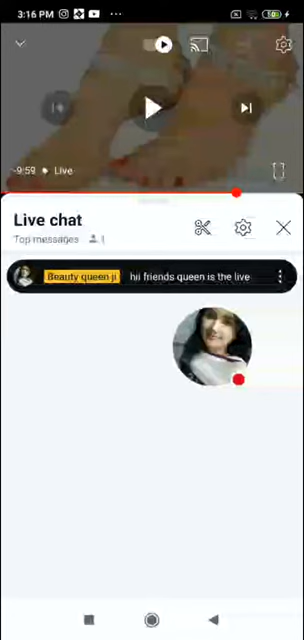 3:16 PM
-9:59 • Live
Live chat
Top messages 1
Beauty queen ji hii friends queen is the live